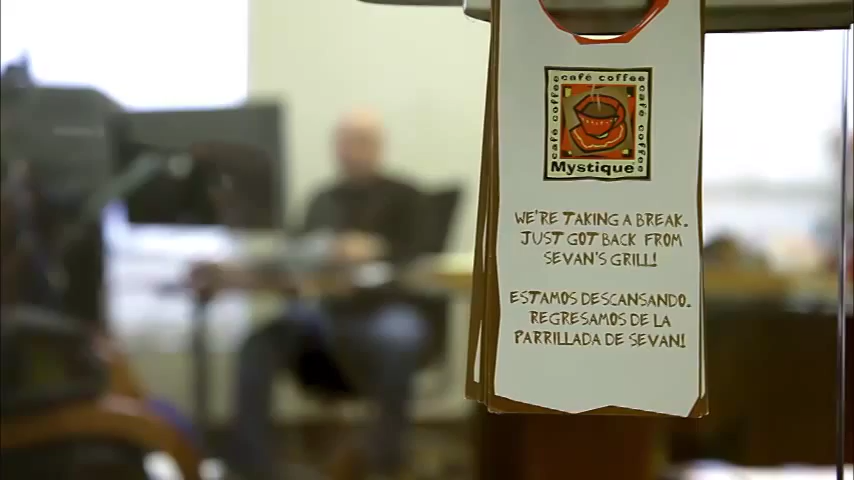 café coffee
café coffee
café coffee
Mystique
WE'RE TAKING A BREAK.
JUST GOT BACK FROM
SEVAN'S GRILL!
ESTAMOS DESCANSANDO.
REGRESAMOS DE LA
PARRILLADA DE SEVAN!